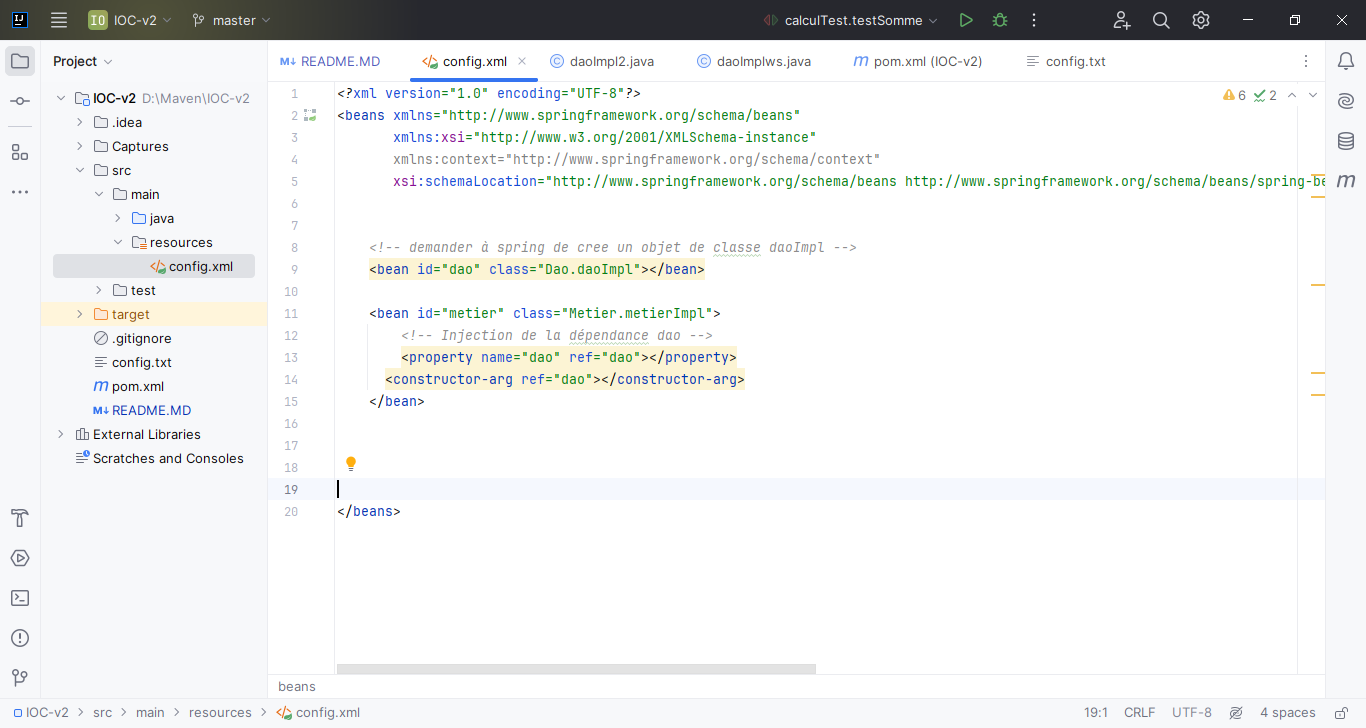 IJ
IO IOC-v2
master
calculTest.testSomme
Project
README.MD
config.xml
daoImpl2.java
daoImplws.java
pom.xml (IOC-v2)
config.txt
IOC-v2 D:\Maven\IOC-v2
.idea
Captures
src
main
java
resources
config.xml
test
target
.gitignore
config.txt
pom.xml
README.MD
External Libraries
Scratches and Consoles
6 2
1 <?xml version="1.0" encoding="UTF-8"?>
2 <beans xmlns="http://www.springframework.org/schema/beans"
3 xmlns:xsi="http://www.w3.org/2001/XMLSchema-instance"
4 xmlns:context="http://www.springframework.org/schema/context"
5 xsi:schemaLocation="http://www.springframework.org/schema/beans http://www.springframework.org/schema/beans/spring-be
6
7
8 <!-- demander à spring de cree un objet de classe daoImpl -->
9 <bean id="dao" class="Dao.daoImpl"></bean>
10
11 <bean id="metier" class="Metier.metierImpl">
12 <!-- Injection de la dépendance dao -->
13 <property name="dao" ref="dao"></property>
14 <constructor-arg ref="dao"></constructor-arg>
15 </bean>
16
17
18
19
20 </beans>
beans
IOC-v2 > src > main > resources > config.xml
19:1 CRLF UTF-8 4 spaces